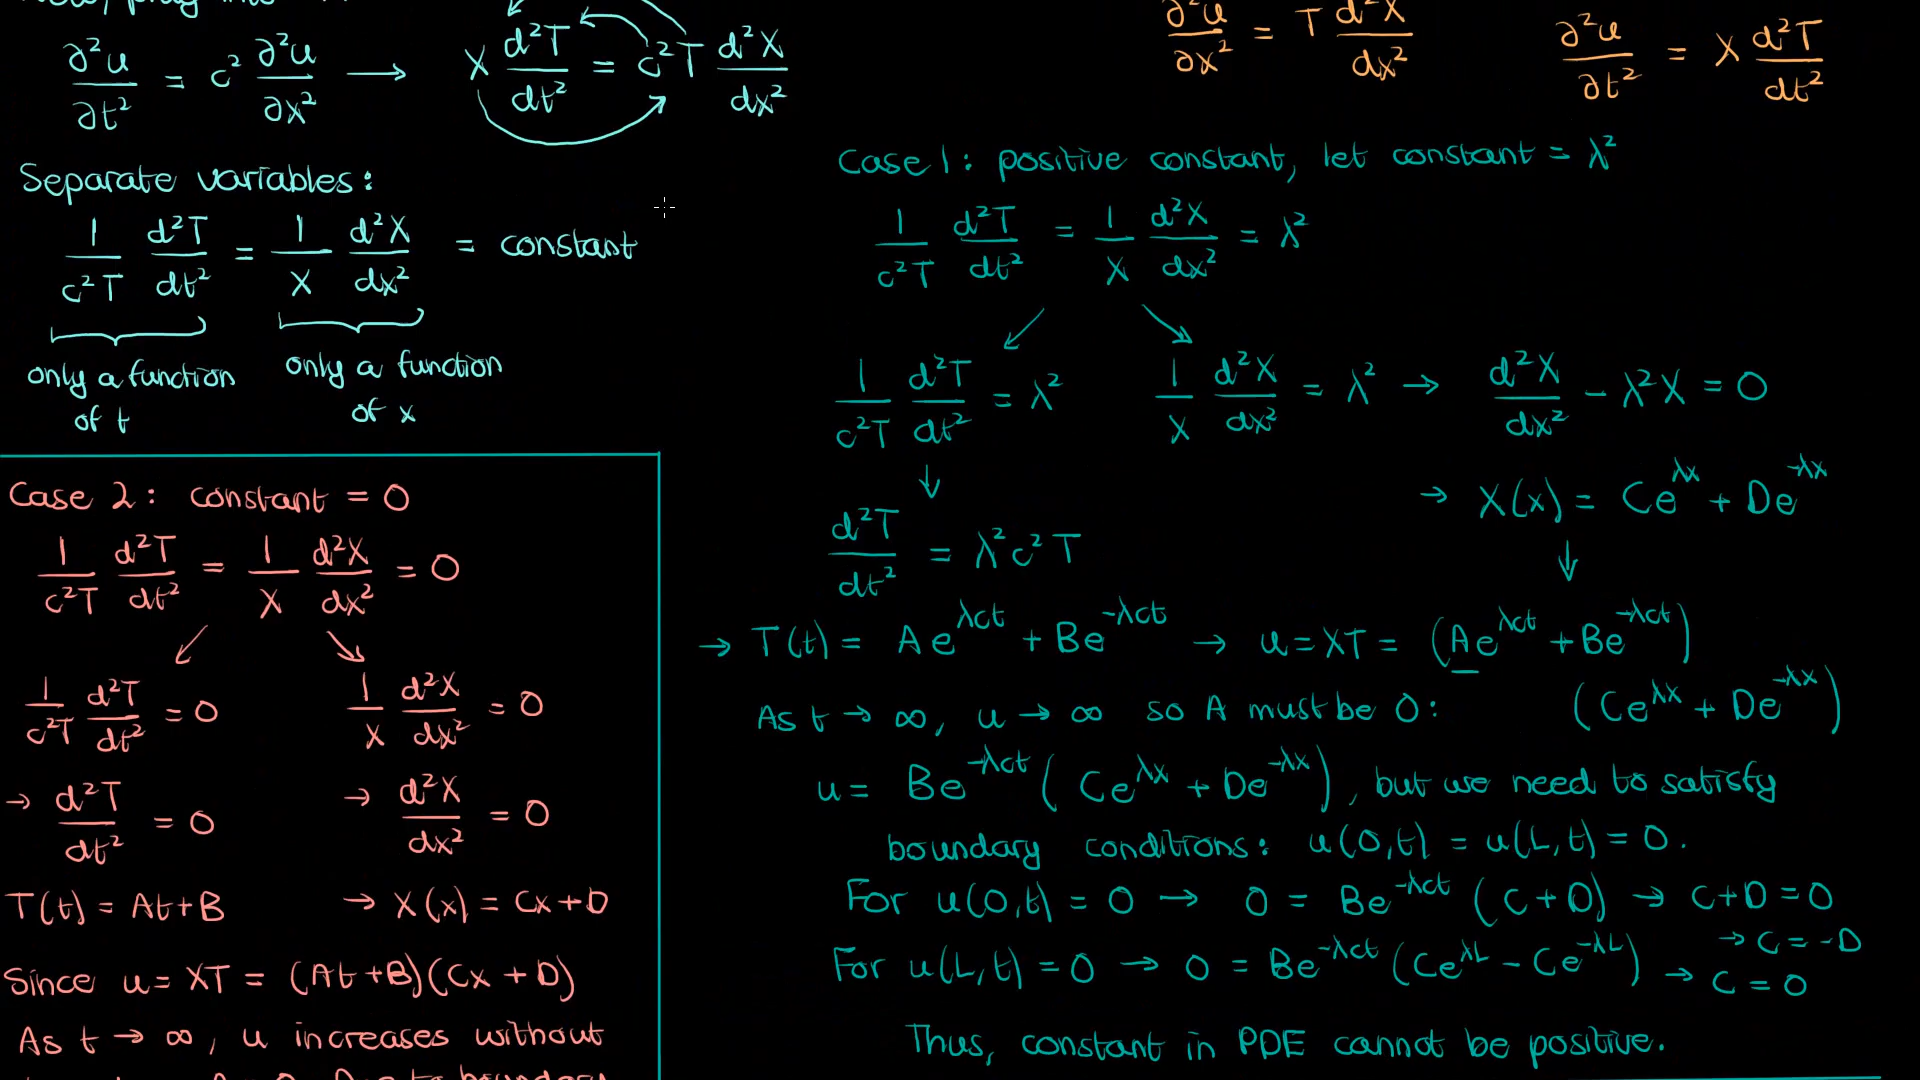 ∂²u/∂t² = c² ∂²u/∂x² → X d²T/dt² = c²T d²X/dx²
Separate variables:
1/c²T d²T/dt² = 1/X d²X/dx² = constant
only a function of t
only a function of x
∂²u/∂x² = T d²X/dx²
∂²u/∂t² = X d²T/dt²
Case 1: positive constant, let constant = λ²
1/c²T d²T/dt² = 1/X d²X/dx² = λ²
1/c²T d²T/dt² = λ²
1/X d²X/dx² = λ² → d²X/dx² - λ²X = 0
→ X(x) = Ce^λx + De^-λx
↓
↓
d²T/dt² = λ²c²T
→ T(t) = Ae^λct + Be^-λct → u = XT = (Ae^λct + Be^-λct)
(Ce^λx + De^-λx)
As t → ∞, u → ∞ so A must be 0:
u = Be^-λct (Ce^λx + De^-λx), but we need to satisfy
boundary conditions: u(0,t) = u(L,t) = 0.
For u(0,t) = 0 → 0 = Be^-λct (C+D) → C+D = 0
→ C = -D
For u(L,t) = 0 → 0 = Be^-λct (Ce^λL - Ce^-λL) → C = 0
Thus, constant in PDE cannot be positive.
Case 2: constant = 0
1/c²T d²T/dt² = 1/X d²X/dx² = 0
1/c²T d²T/dt² = 0
1/X d²X/dx² = 0
→ d²T/dt² = 0
→ d²X/dx² = 0
T(t) = At+B
→ X(x) = Cx+D
Since u = XT = (At+B)(Cx+D)
As t → ∞, u increases without